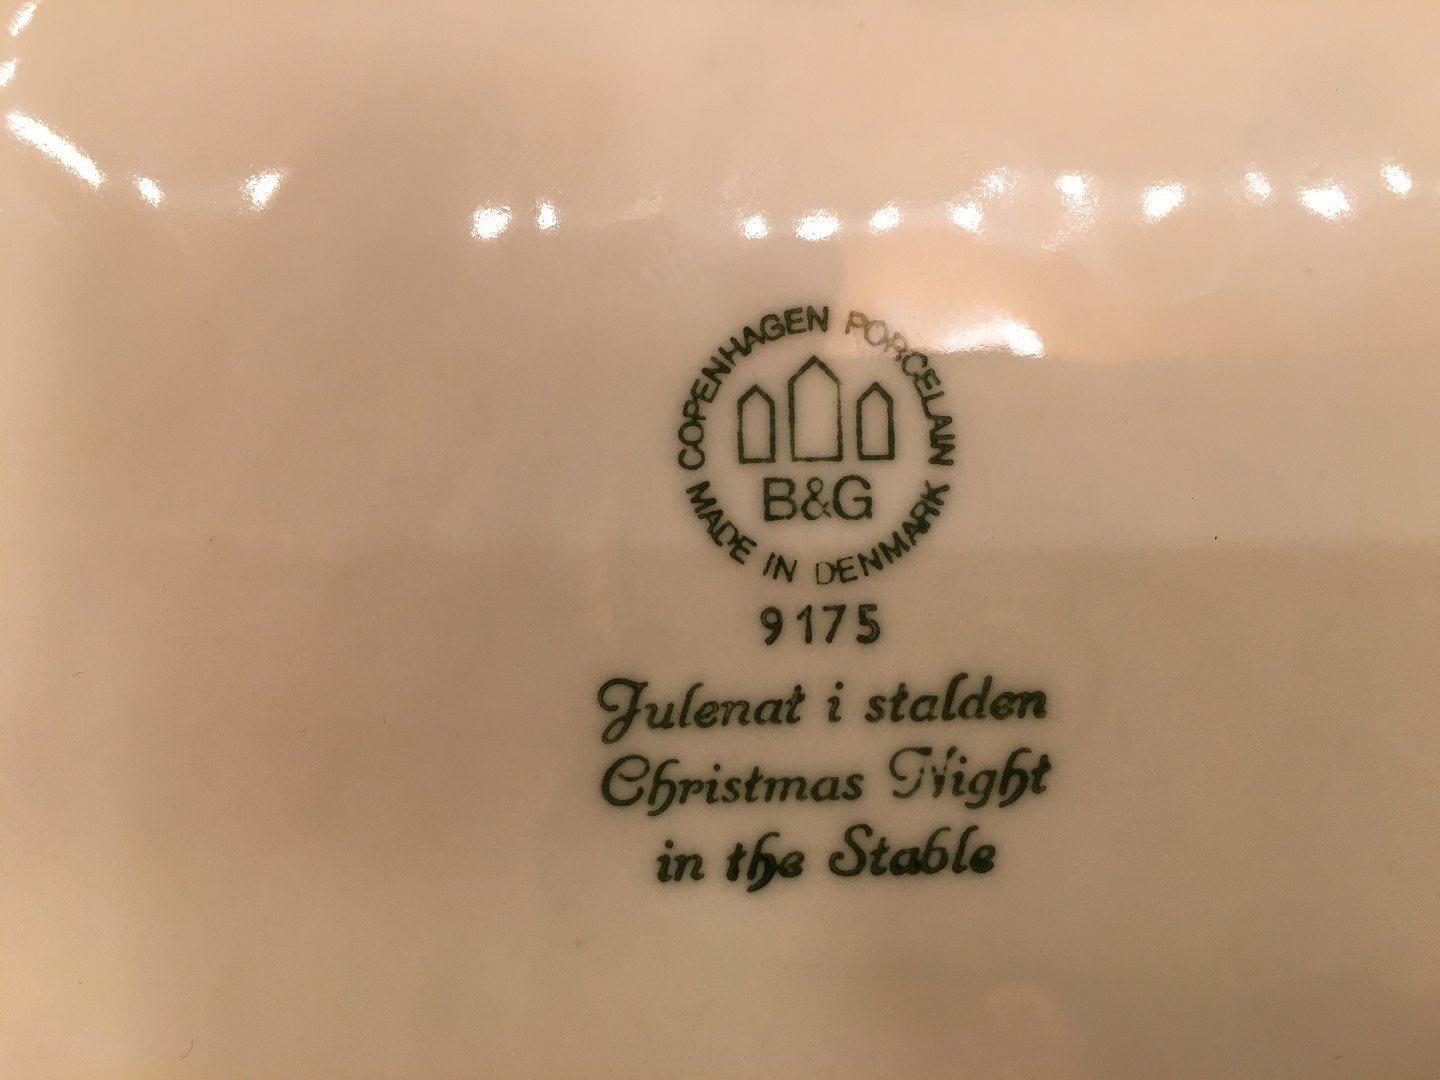 COPENHAGEN PORCELAIN
B&G
MADE IN DENMARK
9175
Julenat i stalden
Christmas Night
in the Stable